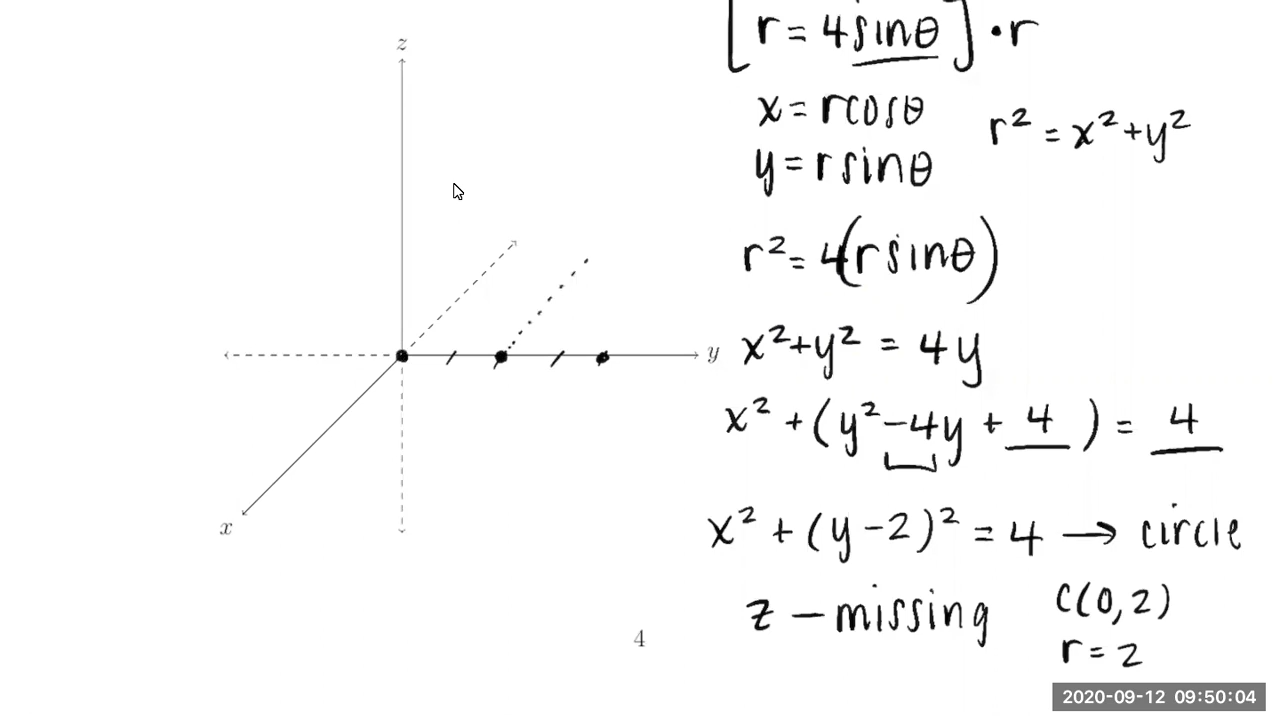 z
y
x
4
[r = 4sinθ] • r
x = rcosθ
y = rsinθ
r² = x² + y²
r² = 4(rsinθ)
x² + y² = 4y
x² + (y² - 4y + 4) = 4
x² + (y - 2)² = 4 → circle
z - missing
C(0,2)
r = 2
2020-09-12 09:50:04